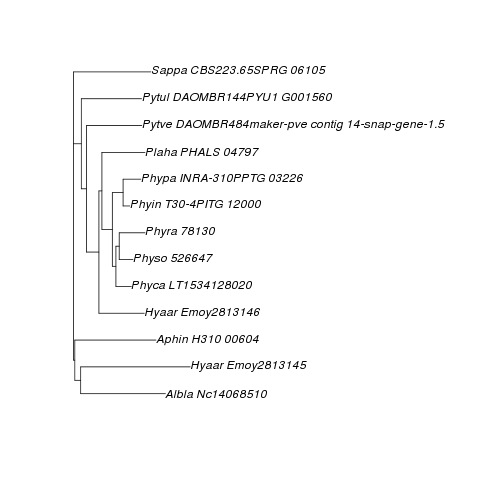 Sappa CBS223.65SPRG 06105
Pytul DAOMBR144PYU1 G001560
Pytve DAOMBR484maker-pve contig 14-snap-gene-1.5
Plaha PHALS 04797
Phypa INRA-310PPTG 03226
Phyin T30-4PITG 12000
Phyra 78130
Physo 526647
Phyca LT1534128020
Hyaar Emoy2813146
Aphin H310 00604
Hyaar Emoy2813145
Albla Nc14068510